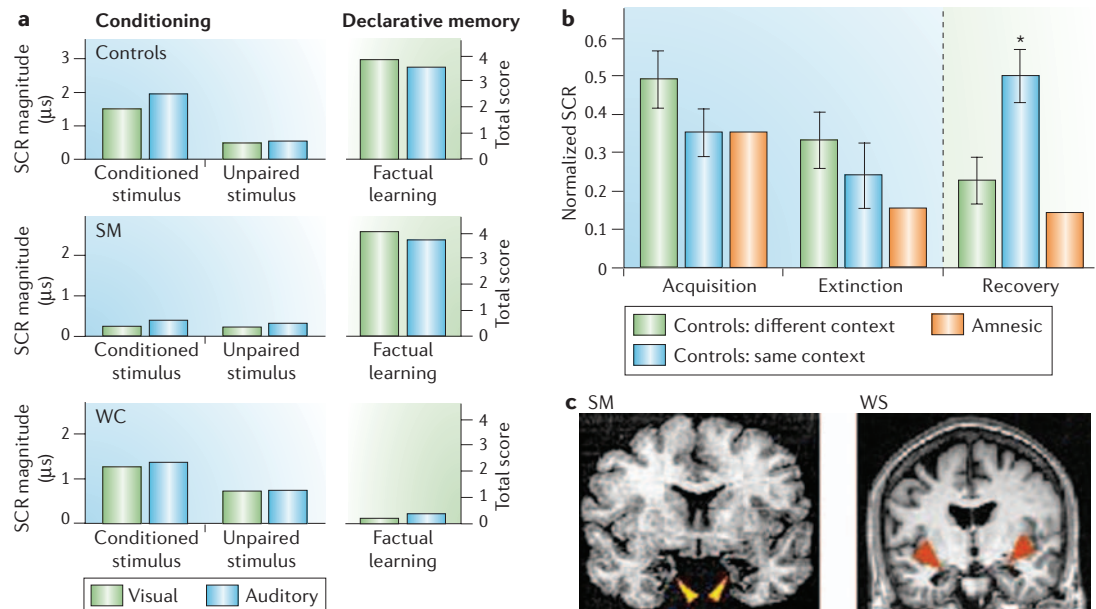 a
Conditioning
Declarative memory
Controls
SCR magnitude
(μs)
3
2
1
0
Conditioned
stimulus
Unpaired
stimulus
4
3
2
1
0
Total score
Factual
learning
SM
SCR magnitude
(μs)
2
1
0
Conditioned
stimulus
Unpaired
stimulus
4
3
2
1
0
Total score
Factual
learning
WC
SCR magnitude
(μs)
2
1
0
Conditioned
stimulus
Unpaired
stimulus
4
3
2
1
0
Total score
Factual
learning
Visual
Auditory
b
Normalized SCR
0.6
0.5
0.4
0.3
0.2
0.1
0
*
Acquisition
Extinction
Recovery
Controls: different context
Amnesic
Controls: same context
c
SM
WS